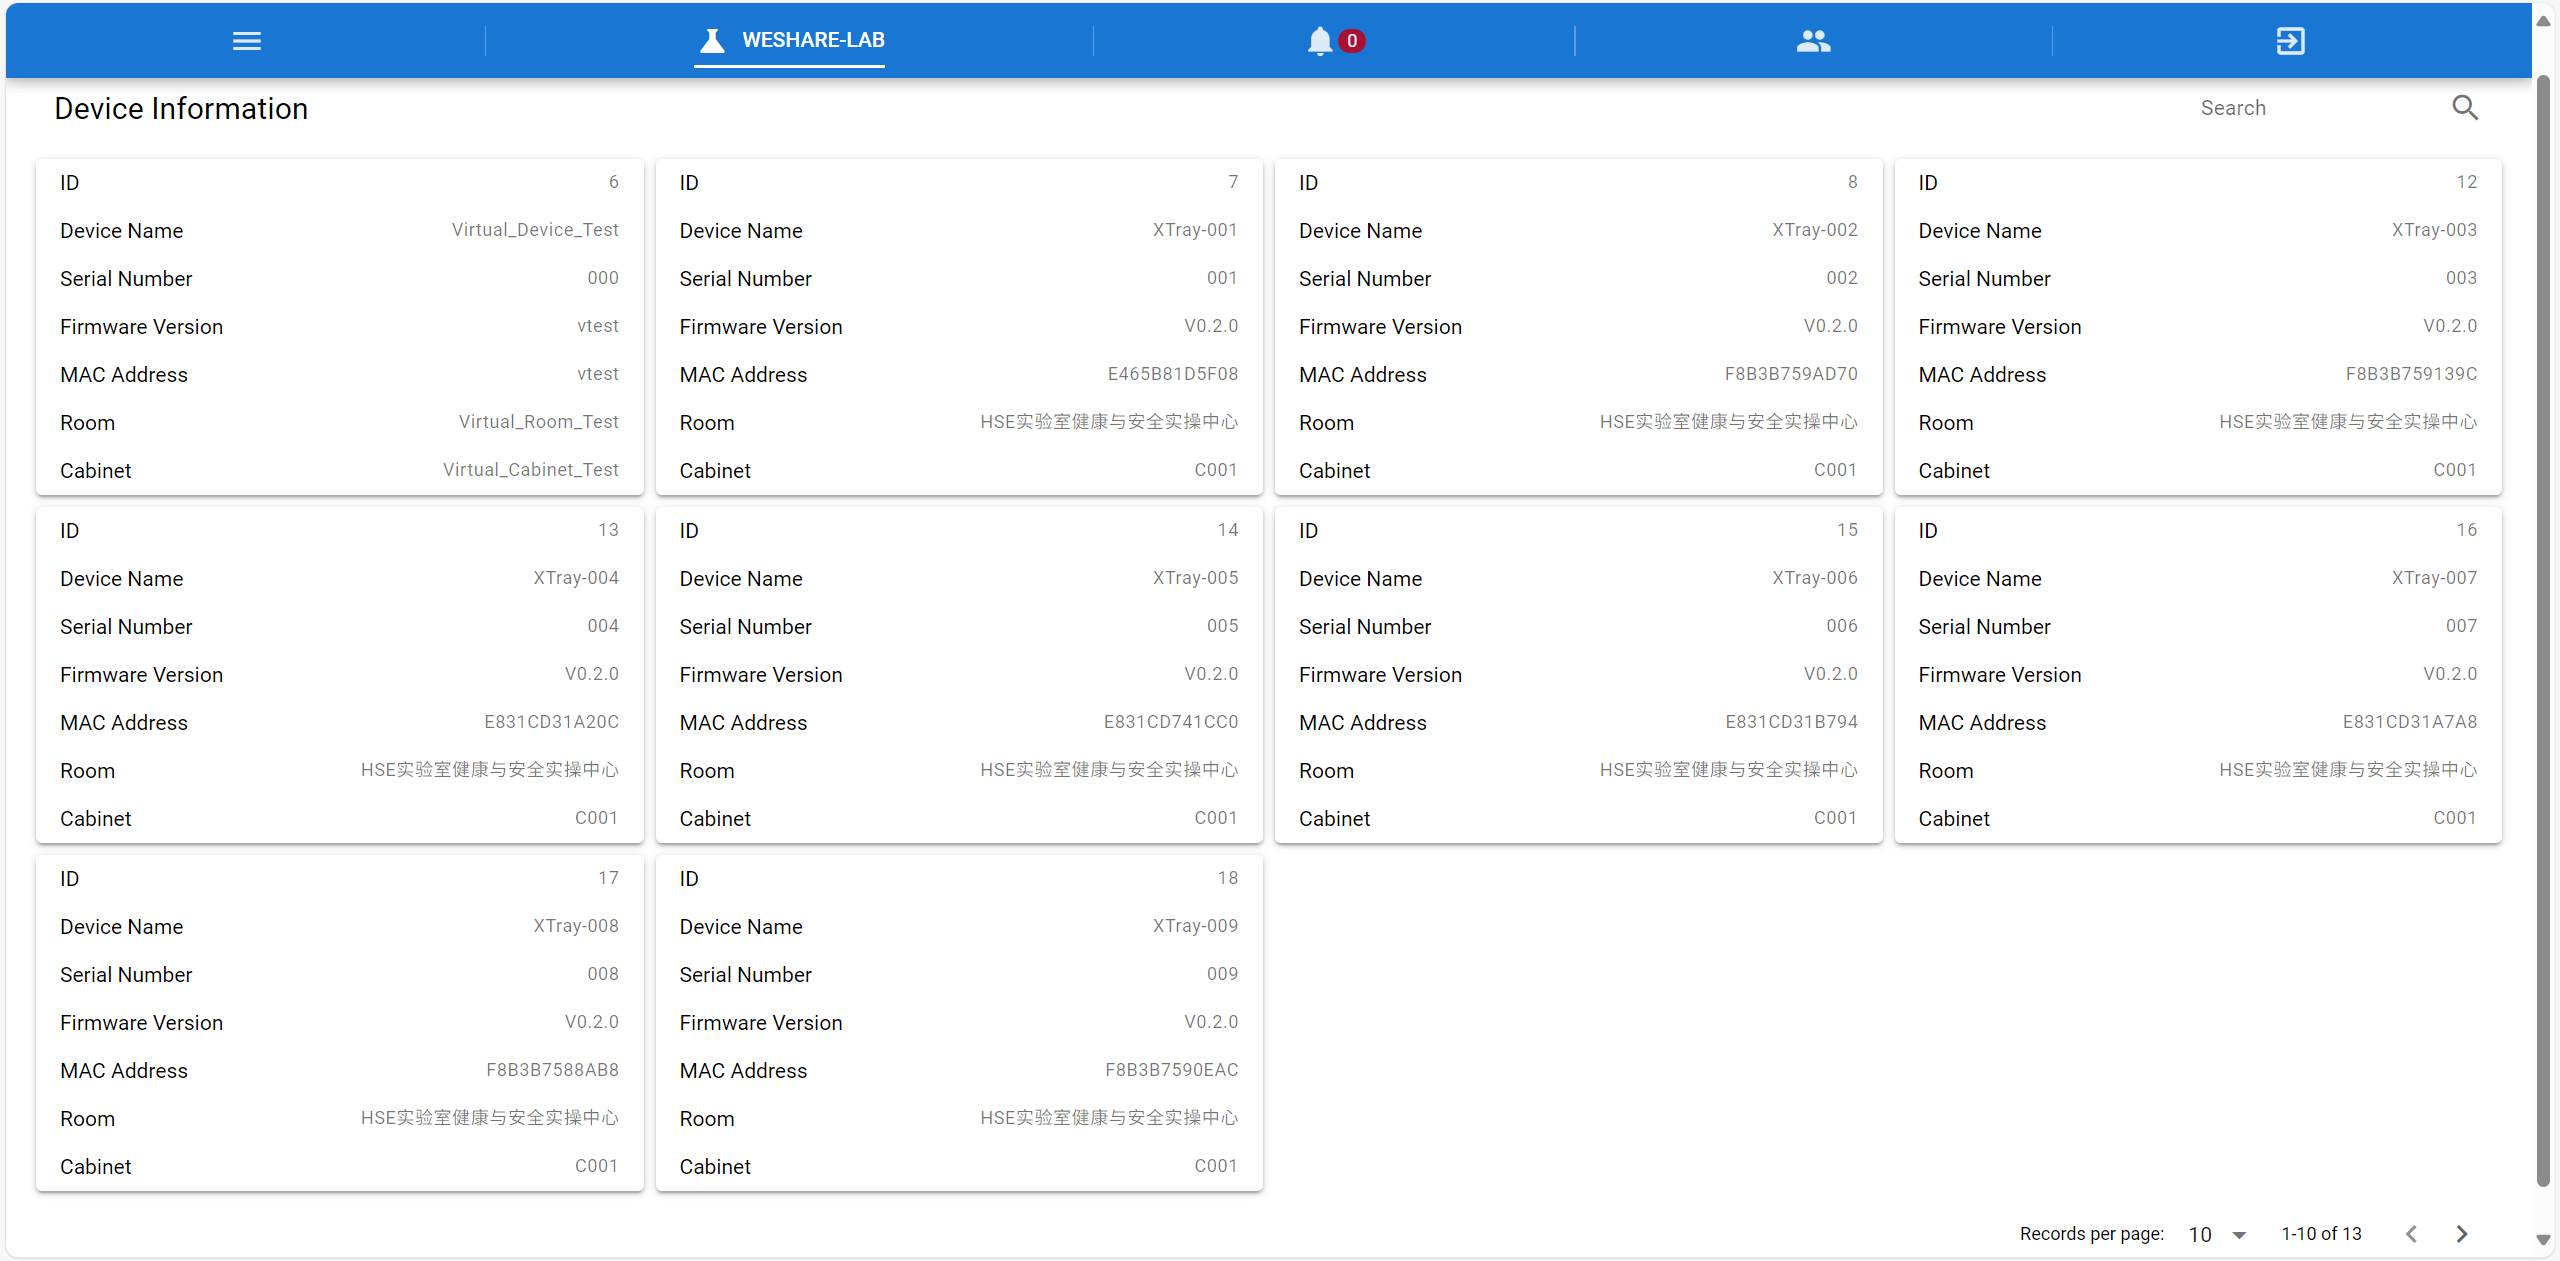 WESHARE-LAB
0
Device Information
Search
ID 6
Device Name Virtual_Device_Test
Serial Number 000
Firmware Version vtest
MAC Address vtest
Room Virtual_Room_Test
Cabinet Virtual_Cabinet_Test
ID 7
Device Name XTray-001
Serial Number 001
Firmware Version V0.2.0
MAC Address E465B81D5F08
Room HSE实验室健康与安全实操中心
Cabinet C001
ID 8
Device Name XTray-002
Serial Number 002
Firmware Version V0.2.0
MAC Address F8B3B759AD70
Room HSE实验室健康与安全实操中心
Cabinet C001
ID 12
Device Name XTray-003
Serial Number 003
Firmware Version V0.2.0
MAC Address F8B3B759139C
Room HSE实验室健康与安全实操中心
Cabinet C001
ID 13
Device Name XTray-004
Serial Number 004
Firmware Version V0.2.0
MAC Address E831CD31A20C
Room HSE实验室健康与安全实操中心
Cabinet C001
ID 14
Device Name XTray-005
Serial Number 005
Firmware Version V0.2.0
MAC Address E831CD741CC0
Room HSE实验室健康与安全实操中心
Cabinet C001
ID 15
Device Name XTray-006
Serial Number 006
Firmware Version V0.2.0
MAC Address E831CD31B794
Room HSE实验室健康与安全实操中心
Cabinet C001
ID 16
Device Name XTray-007
Serial Number 007
Firmware Version V0.2.0
MAC Address E831CD31A7A8
Room HSE实验室健康与安全实操中心
Cabinet C001
ID 17
Device Name XTray-008
Serial Number 008
Firmware Version V0.2.0
MAC Address F8B3B7588AB8
Room HSE实验室健康与安全实操中心
Cabinet C001
ID 18
Device Name XTray-009
Serial Number 009
Firmware Version V0.2.0
MAC Address F8B3B7590EAC
Room HSE实验室健康与安全实操中心
Cabinet C001
Records per page: 10 1-10 of 13